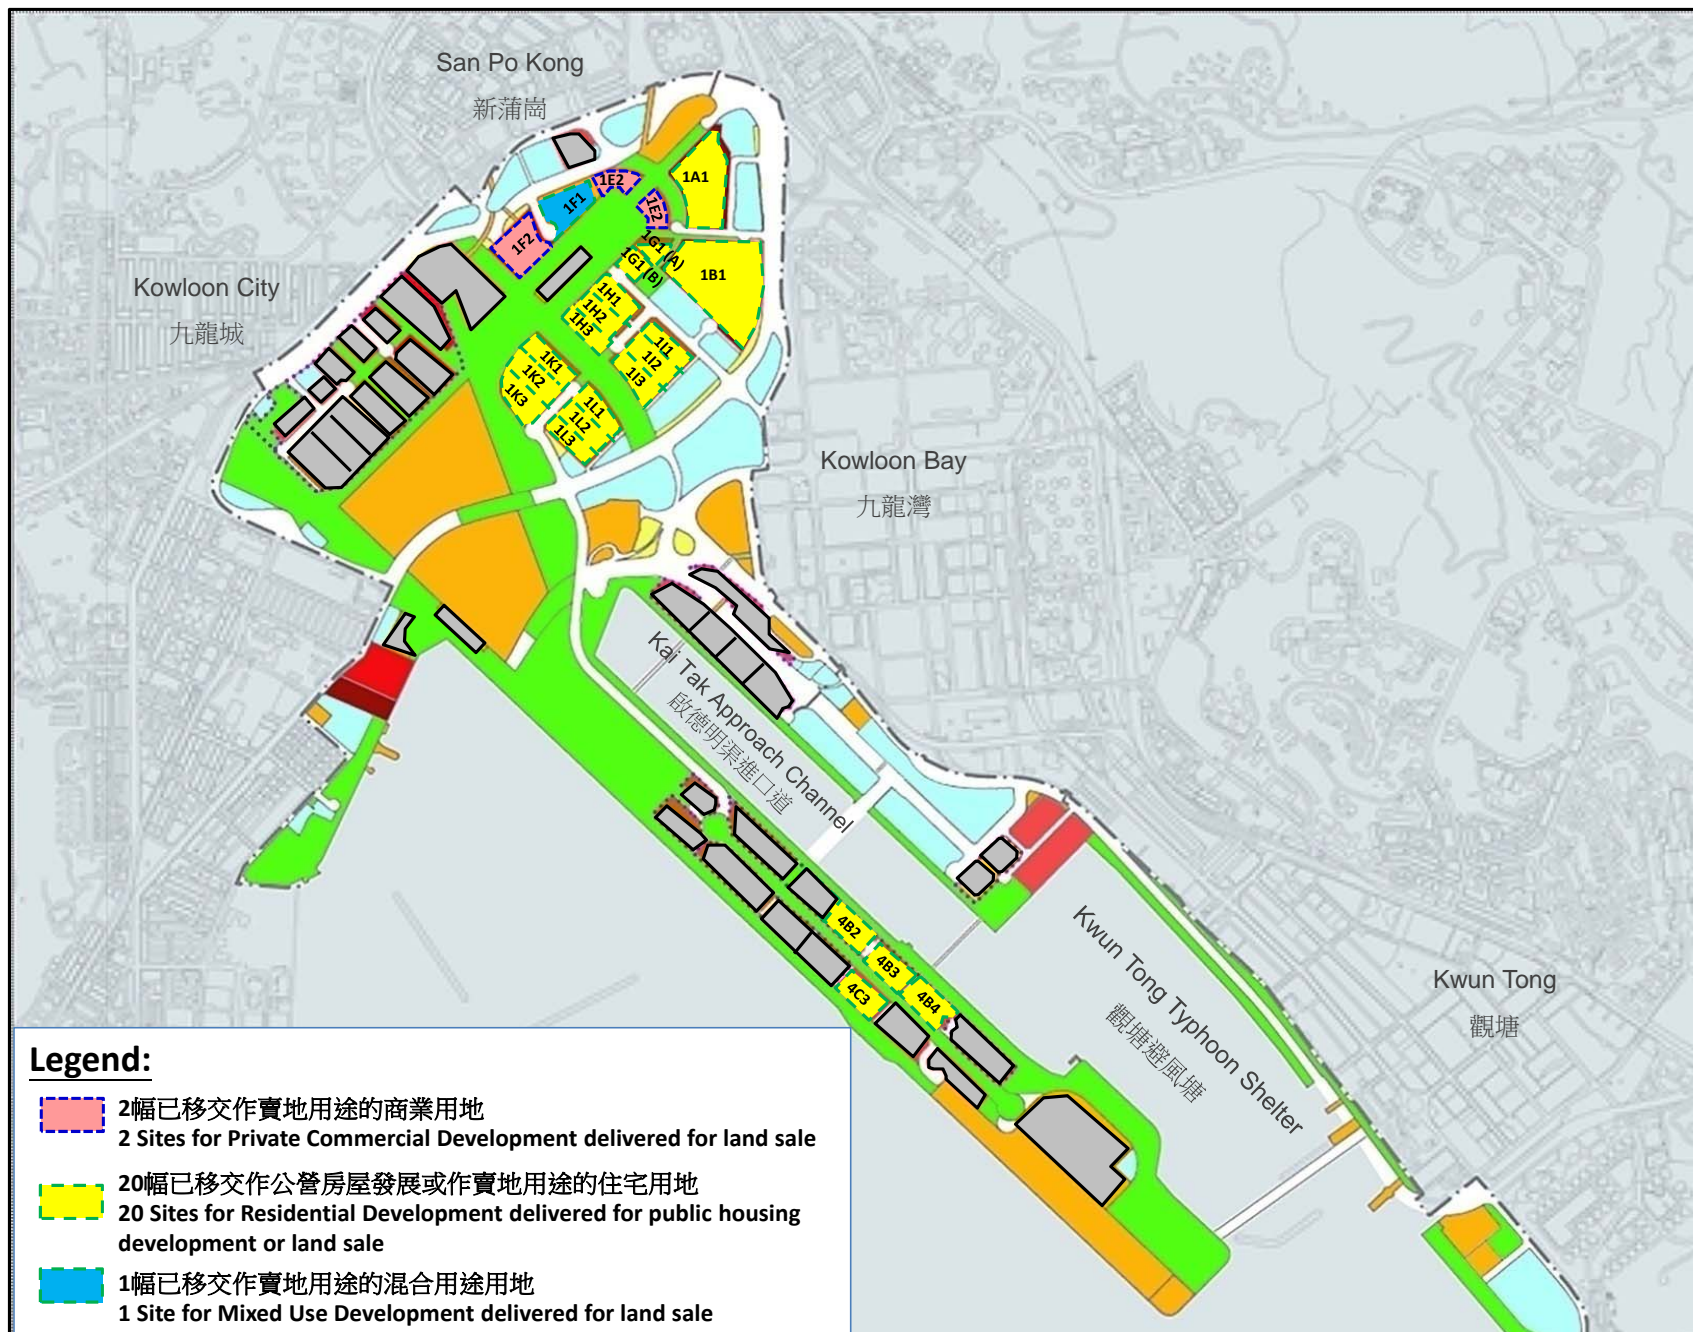 San Po Kong
新蒲崗
1A1
1E2
1E2
1F1
1F2
1G1 (A)
1G1 (B)
1B1
Kowloon City
九龍城
1H1
1H2
1H3
1I1
1I2
1I3
1K1
1K2
1K3
1L1
1L2
1L3
Kowloon Bay
九龍灣
Kai Tak Approach Channel
啟德明渠進口道
4B2
4B3
4B4
4C3
Kwun Tong Typhoon Shelter
觀塘避風塘
Kwun Tong
觀塘
Legend:
2幅已移交作賣地用途的商業用地
2 Sites for Private Commercial Development delivered for land sale
20幅已移交作公營房屋發展或作賣地用途的住宅用地
20 Sites for Residential Development delivered for public housing
development or land sale
1幅已移交作賣地用途的混合用途用地
1 Site for Mixed Use Development delivered for land sale